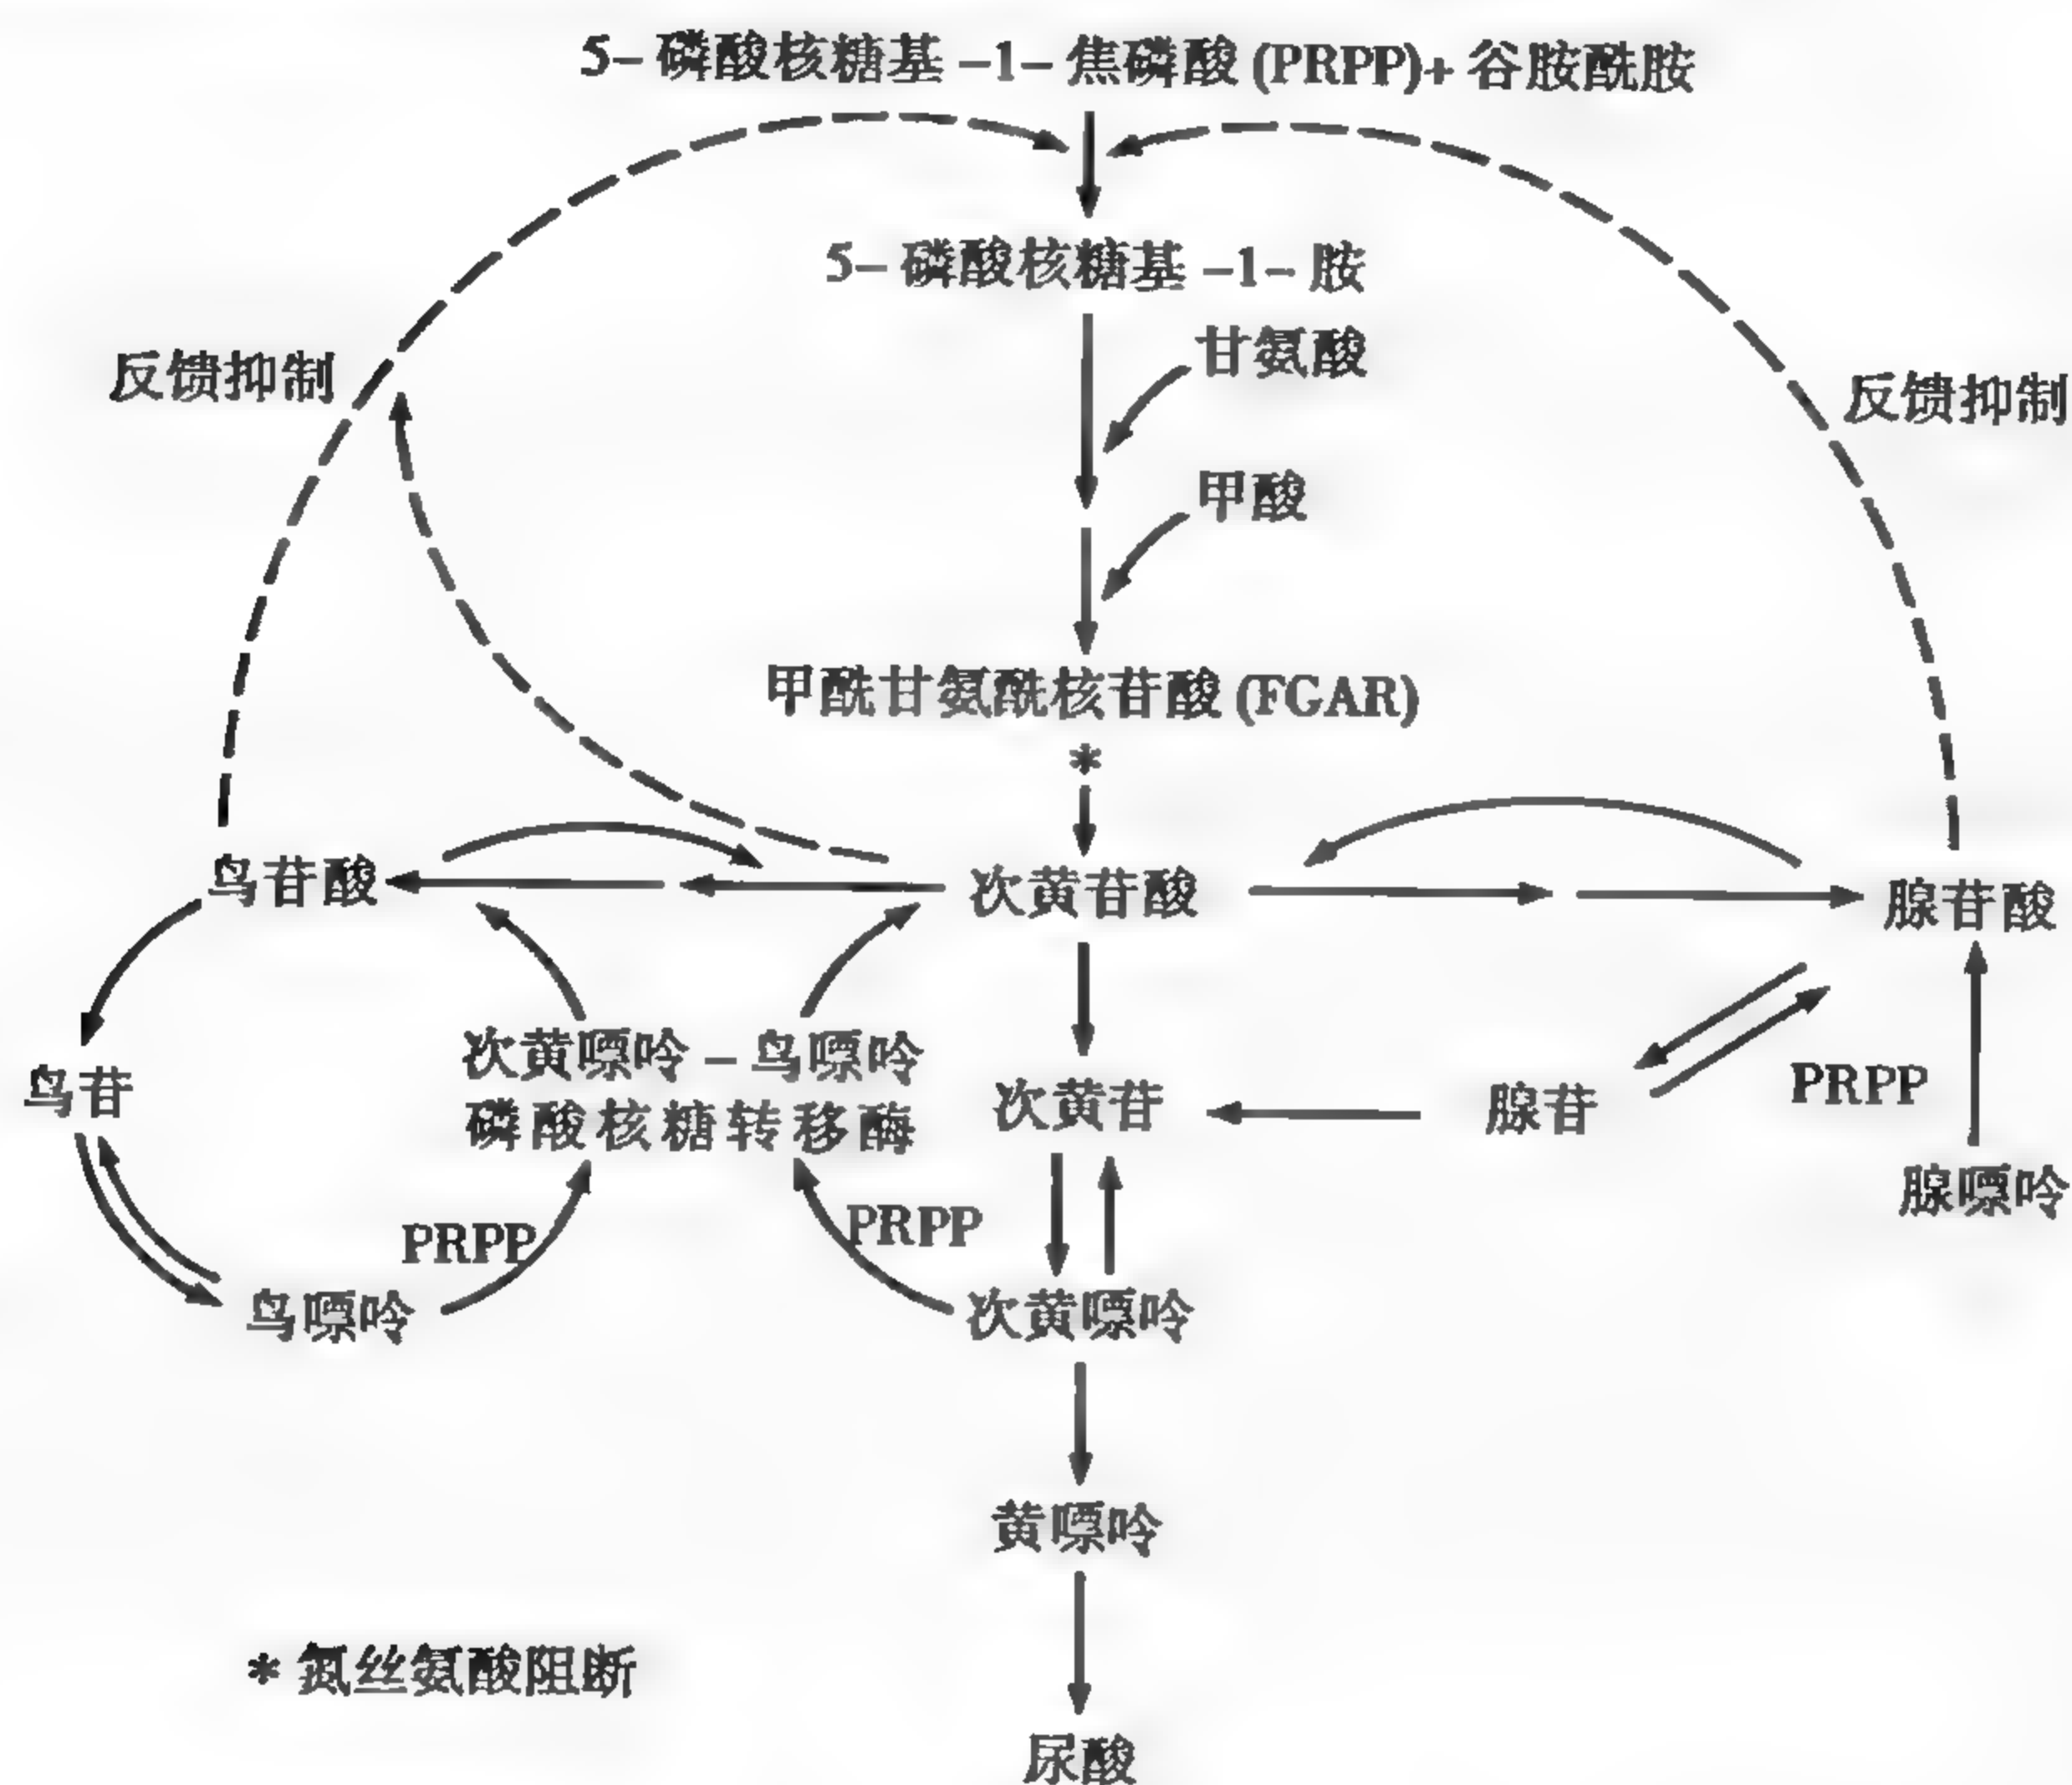 5-磷酸核糖基-1-焦磷酸(PRPP)+谷胺酰胺
5-磷酸核糖基-1-胺
甘氨酸
反馈抑制
反馈抑制
甲酸
甲酰甘氨酰核苷酸(FGAR)
*
鸟苷酸
次黄苷酸
腺苷酸
次黄嘌呤-鸟嘌呤
磷酸核糖转移酶
鸟苷
次黄苷
腺苷
PRPP
腺嘌呤
PRPP
PRPP
鸟嘌呤
次黄嘌呤
黄嘌呤
*氮丝氨酸阻断
尿酸